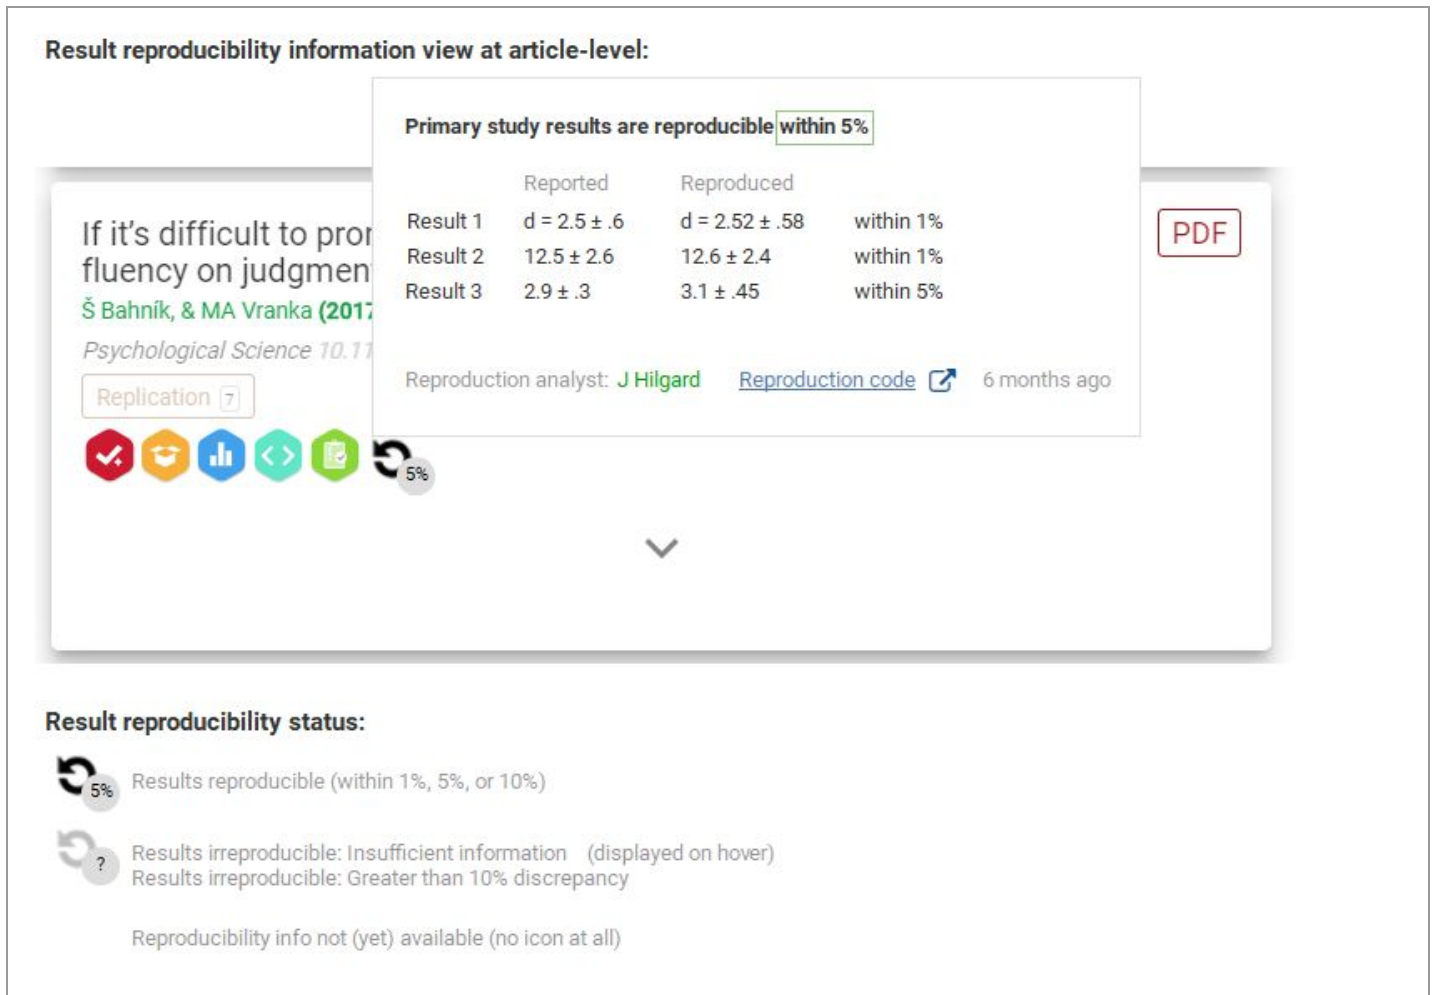 Result reproducibility information view at article-level:
Primary study results are reproducible within 5%
Reported Reproduced
Result 1 d = 2.5 ± .6 d = 2.52 ± .58 within 1%
Result 2 12.5 ± 2.6 12.6 ± 2.4 within 1%
Result 3 2.9 ± .3 3.1 ± .45 within 5%
Reproduction analyst: J Hilgard Reproduction code 6 months ago
If it's difficult to pror
fluency on judgmen
Š Bahník, & MA Vranka (2017
Psychological Science 10.11
Replication 7
5%
PDF
Result reproducibility status:
5% Results reproducible (within 1%, 5%, or 10%)
? Results irreproducible: Insufficient information (displayed on hover)
Results irreproducible: Greater than 10% discrepancy
Reproducibility info not (yet) available (no icon at all)